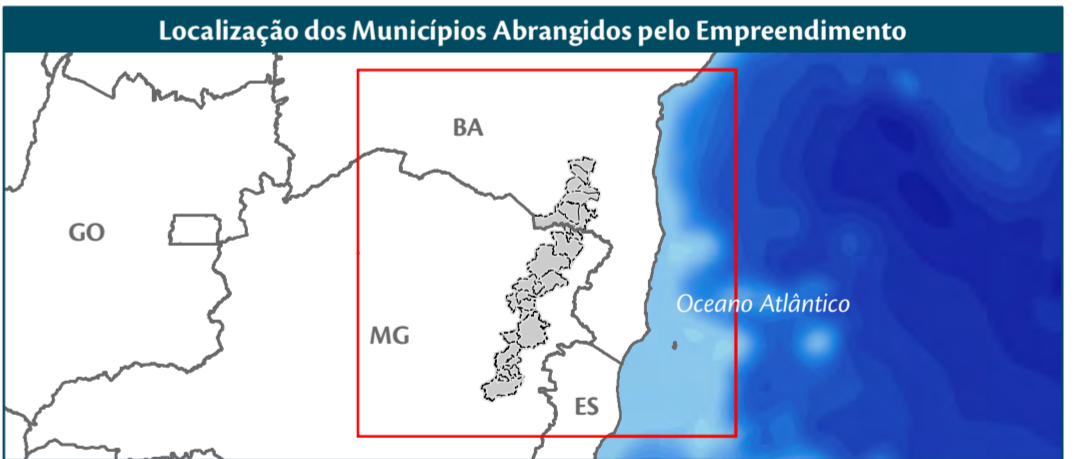 Localização dos Municípios Abrangidos pelo Empreendimento
BA
GO
Oceano Atlântico
MG
ES